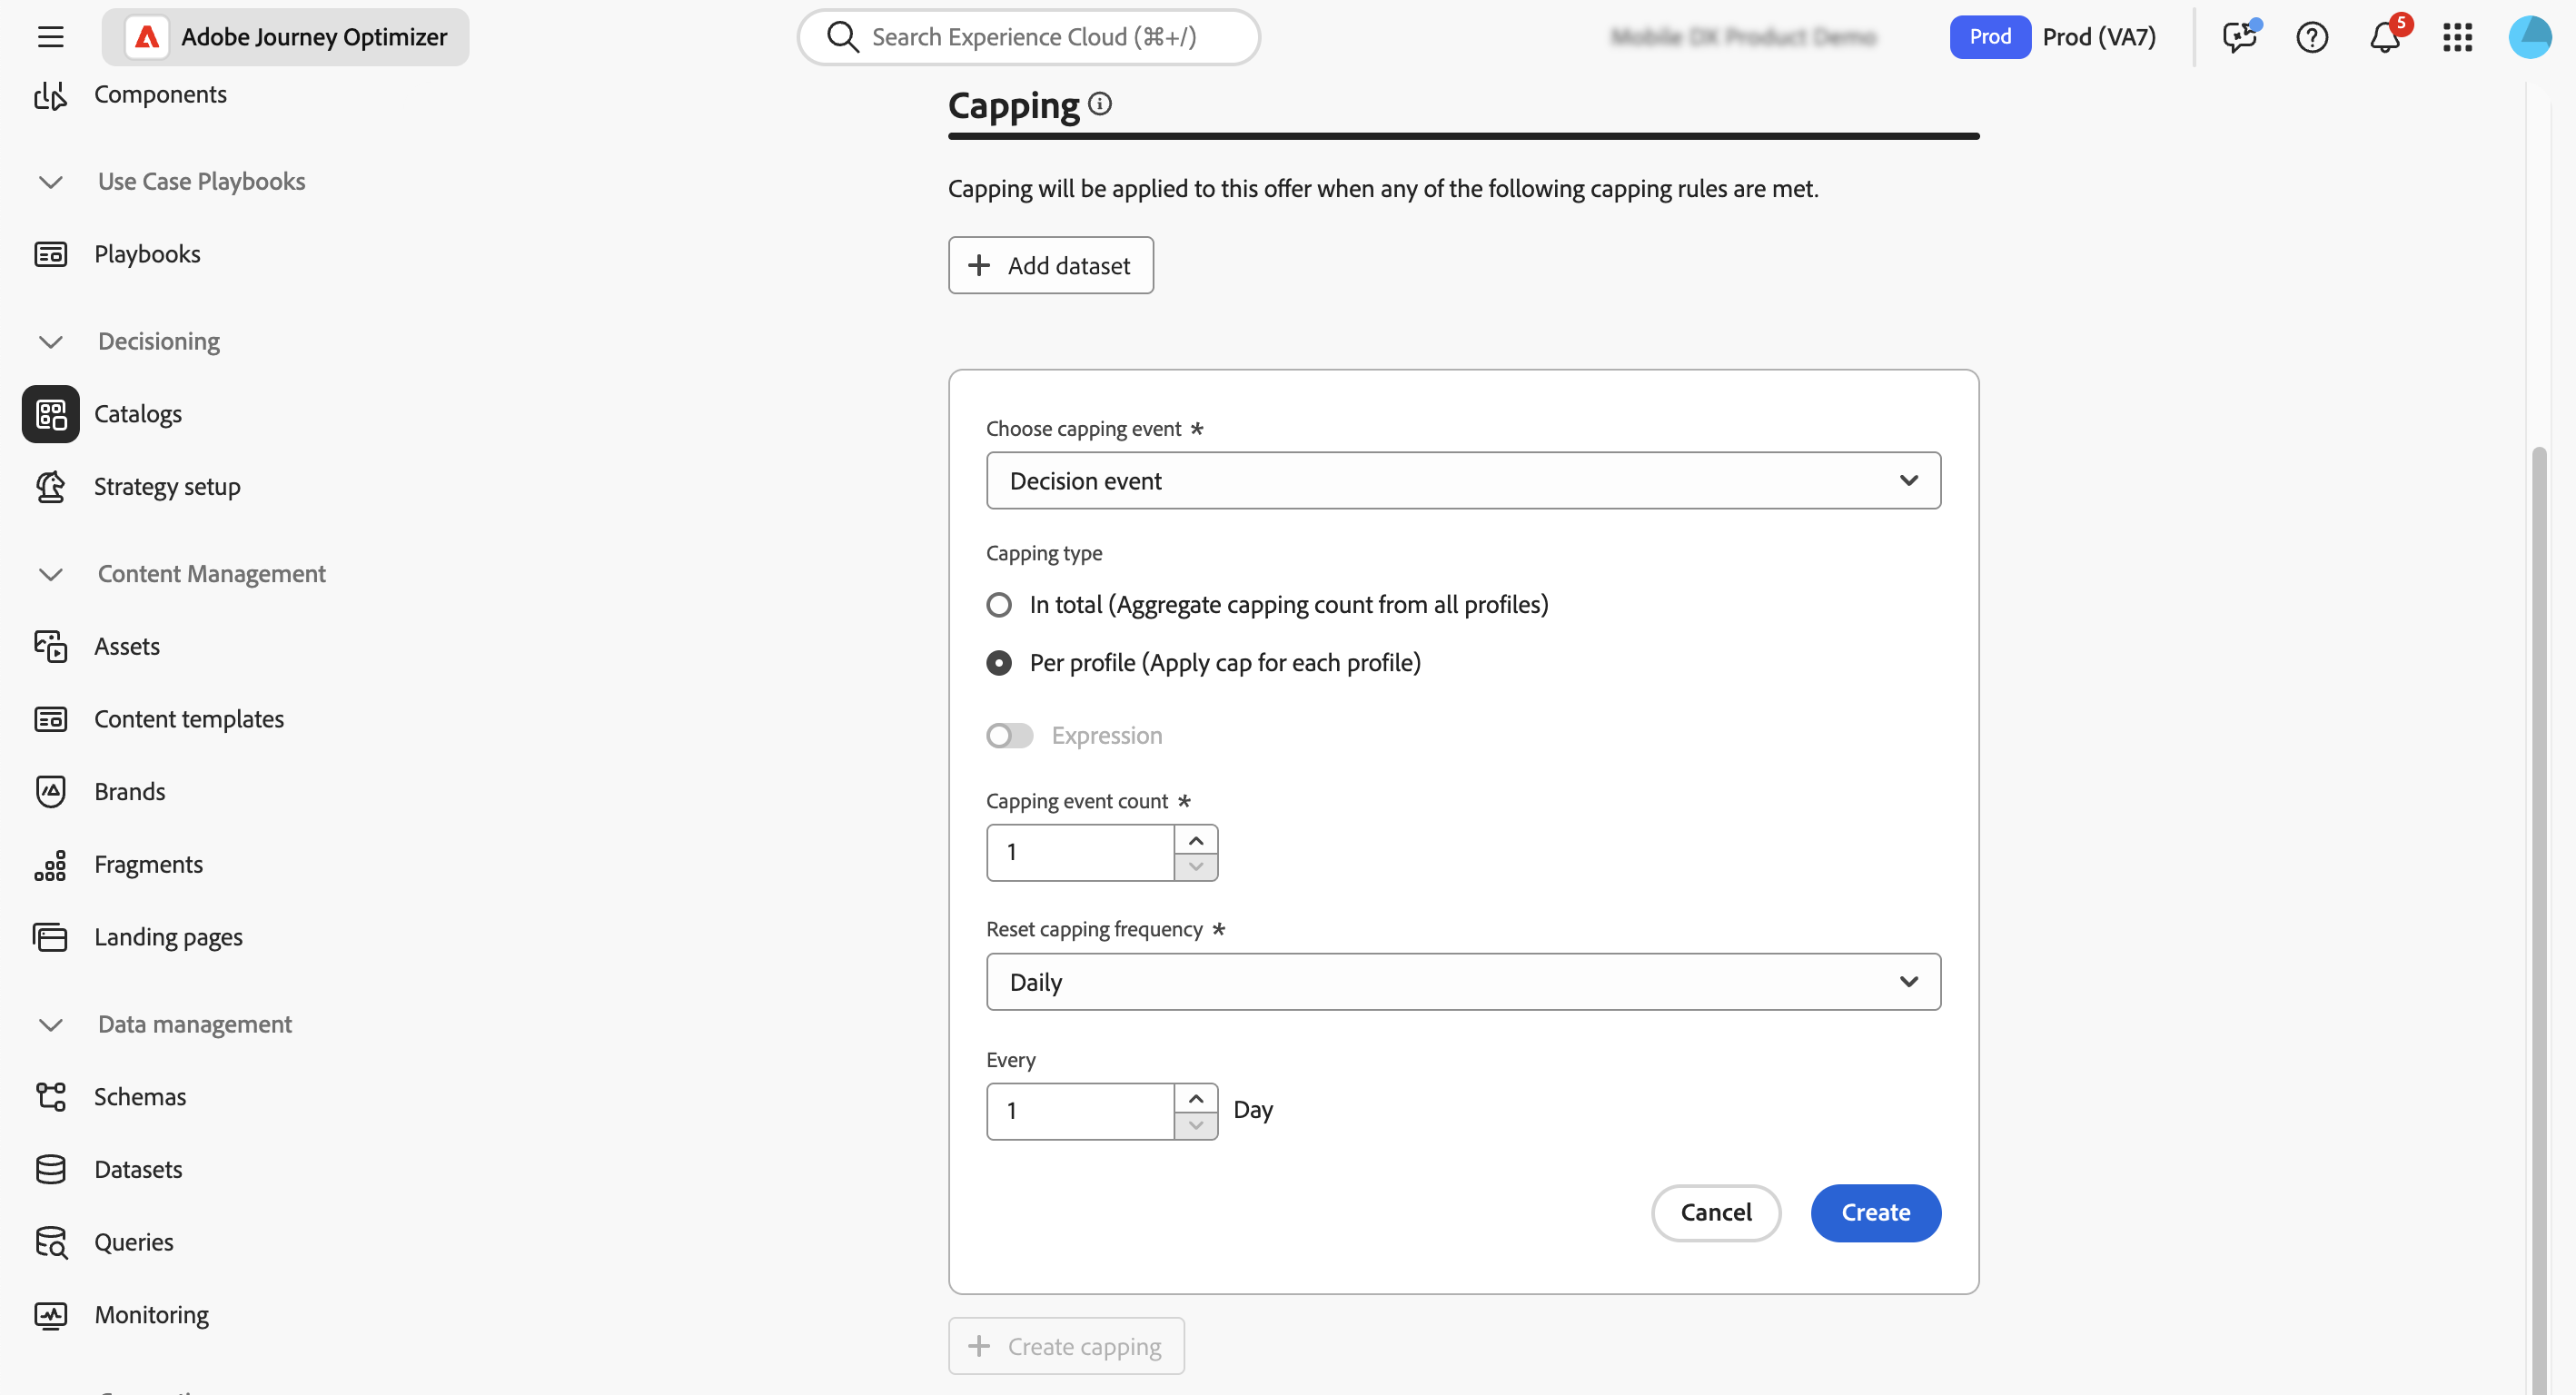 Adobe Journey Optimizer
Search Experience Cloud (⌘+/)
Prod
Prod (VA7)
5
Components
Use Case Playbooks
Playbooks
Decisioning
Catalogs
Strategy setup
Content Management
Assets
Content templates
Brands
Fragments
Landing pages
Data management
Schemas
Datasets
Queries
Monitoring
Capping
Capping will be applied to this offer when any of the following capping rules are met.
Add dataset
Choose capping event *
Decision event
Capping type
In total (Aggregate capping count from all profiles)
Per profile (Apply cap for each profile)
Expression
Capping event count *
1
Reset capping frequency *
Daily
Every
1
Day
Cancel
Create
Create capping